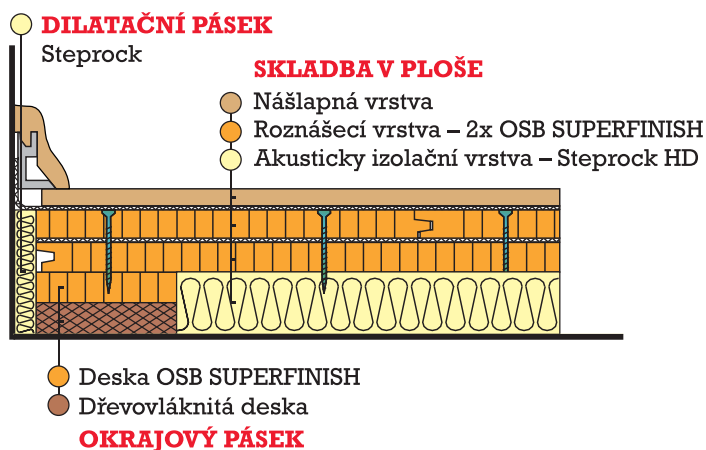 DILATAČNÍ PÁSEK
Steprock
SKLADBA V PLOŠE
Nášlapná vrstva
Roznášecí vrstva – 2x OSB SUPERFINISH
Akusticky izolační vrstva – Steprock HD
Deska OSB SUPERFINISH
Dřevovláknitá deska
OKRAJOVÝ PÁSEK